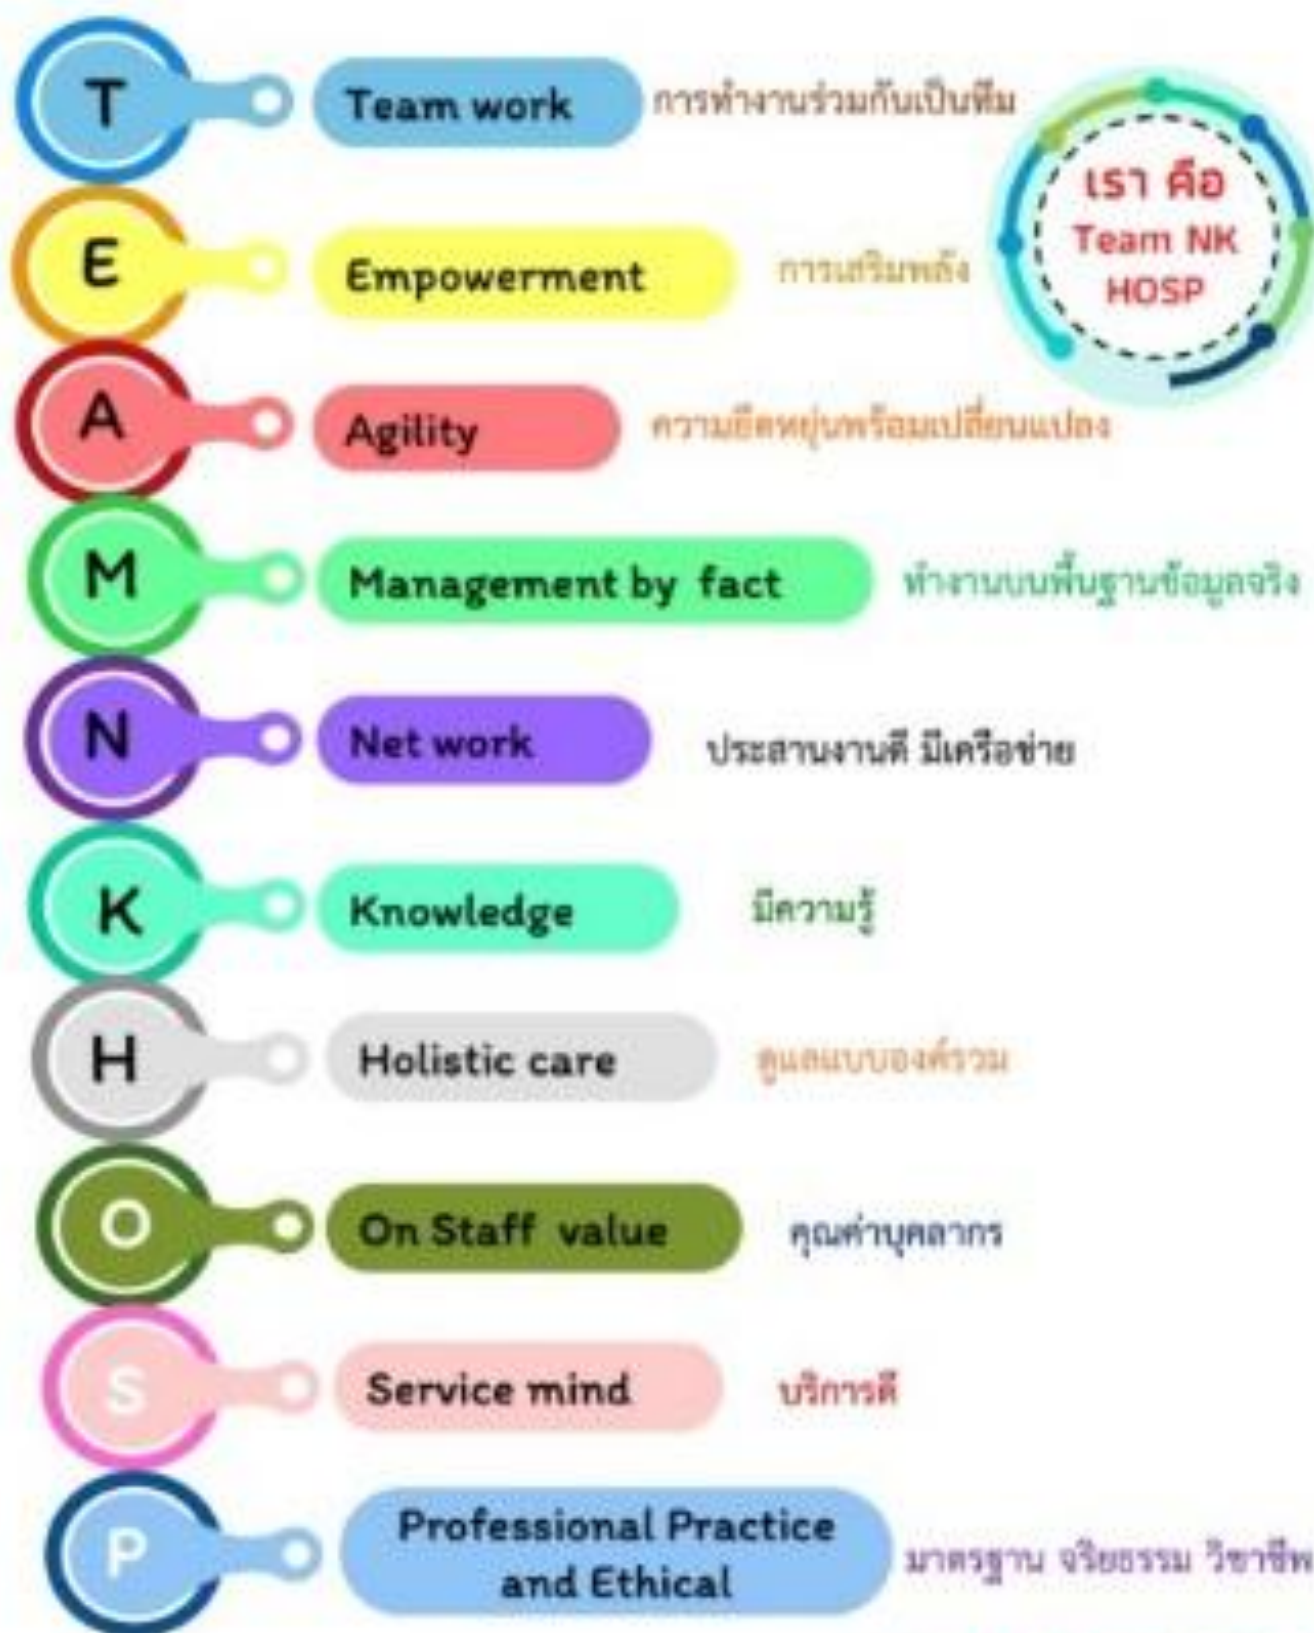 T
Team work
การทำงานร่วมกันเป็นทีม
เรา คือ
Team NK
HOSP
E
Empowerment
การเสริมพลัง
A
Agility
ความยืดหยุ่นพร้อมเปลี่ยนแปลง
M
Management by fact
ทำงานบนพื้นฐานข้อมูลจริง
N
Net work
ประสานงานดี มีเครือข่าย
K
Knowledge
มีความรู้
H
Holistic care
ดูแลแบบองค์รวม
O
On Staff value
คุณค่าบุคลากร
S
Service mind
บริการดี
P
Professional Practice
and Ethical
มาตรฐาน จริยธรรม วิชาชีพ